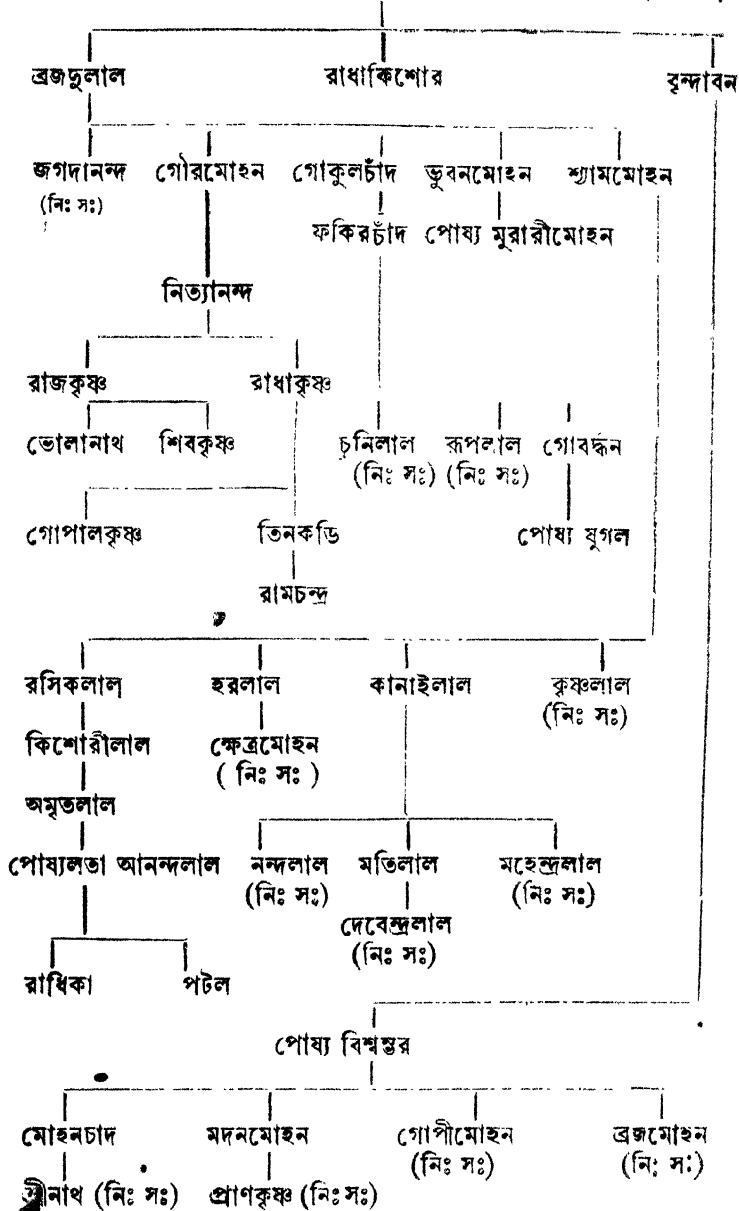 ব্রজদুলাল রাধাকিশোর বৃন্দাবন
জগদানন্দ গৌরমোহন গোকুলচাঁদ ভুবনমোহন শ্যামমোহন
(নিঃ সঃ)
ফকিরচাঁদ পোষ্য মুরারীমোহন
নিত্যানন্দ
রাজকৃষ্ণ রাধাকৃষ্ণ
ভোলানাথ শিবকৃষ্ণ চুনিলাল রূপলাল গোবর্দ্ধন
(নিঃ সঃ) (নিঃ সঃ)
গোপালকৃষ্ণ তিনকডি পোষ্য যুগল
রামচন্দ্র
রসিকলাল হরলাল কানাইলাল কৃষ্ণলাল
(নিঃ সঃ)
কিশোরীলাল ক্ষেত্রমোহন
( নিঃ সঃ )
অমৃতলাল
পোষ্যলতা আনন্দলাল নন্দলাল মতিলাল মহেন্দ্রলাল
(নিঃ সঃ) (নিঃ সঃ)
দেবেন্দ্রলাল
(নিঃ সঃ)
রাধিকা পটল
পোষ্য বিশ্বম্ভর
মোহনচাদ মদনমোহন গোপীমোহন ব্রজমোহন
(নিঃ সঃ) (নি: স:)
শ্রীনাথ (নিঃ সঃ) প্রাণকৃষ্ণ (নিঃ সঃ)